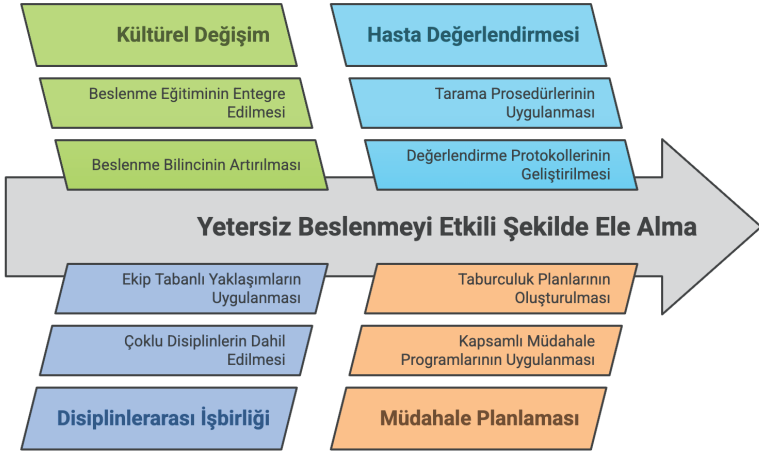 Kültürel Değişim
Hasta Değerlendirmesi
Beslenme Eğitiminin Entegre
Edilmesi
Tarama Prosedürlerinin
Uygulanması
Beslenme Bilincinin Artırılması
Değerlendirme Protokollerinin
Geliştirilmesi
Yetersiz Beslenmeyi Etkili Şekilde Ele Alma
Ekip Tabanlı Yaklaşımların
Uygulanması
Taburculuk Planlarının
Oluşturulması
Çoklu Disiplinlerin Dahil
Edilmesi
Kapsamlı Müdahale
Programlarının Uygulanması
Disiplinlerarası İşbirliği
Müdahale Planlaması